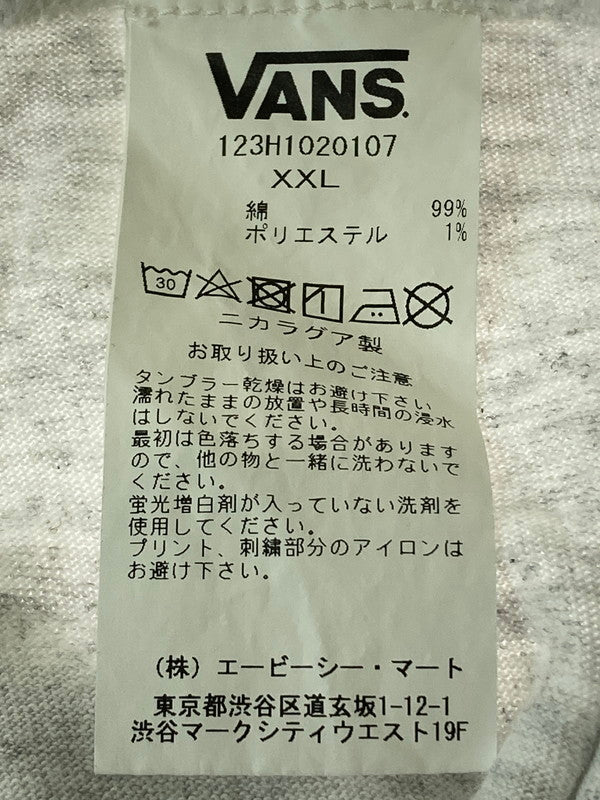 VANS.
123H1020107
XXL
綿 99%
ポリエステル 1%
30
ニカラグア製
お取り扱い上のご注意
タンブラー乾燥はお避け下さい
濡れたままの放置や長時間の浸水
はしないでください。
最初は色落ちする場合があります
ので、他の物と一緒に洗わないで
ください。
蛍光増白剤が入っていない洗剤を
使用してください。
プリント、刺繍部分のアイロンは
お避け下さい。
(株) エービーシー・マート
東京都渋谷区道玄坂1-12-1
渋谷マークシティウエスト19F